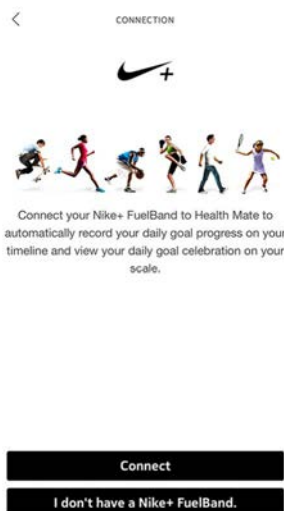 CONNECTION
+
Connect your Nike+ FuelBand to Health Mate to
automatically record your daily goal progress on your
timeline and view your daily goal celebration on your
scale.
Connect
I don't have a Nike+ FuelBand.